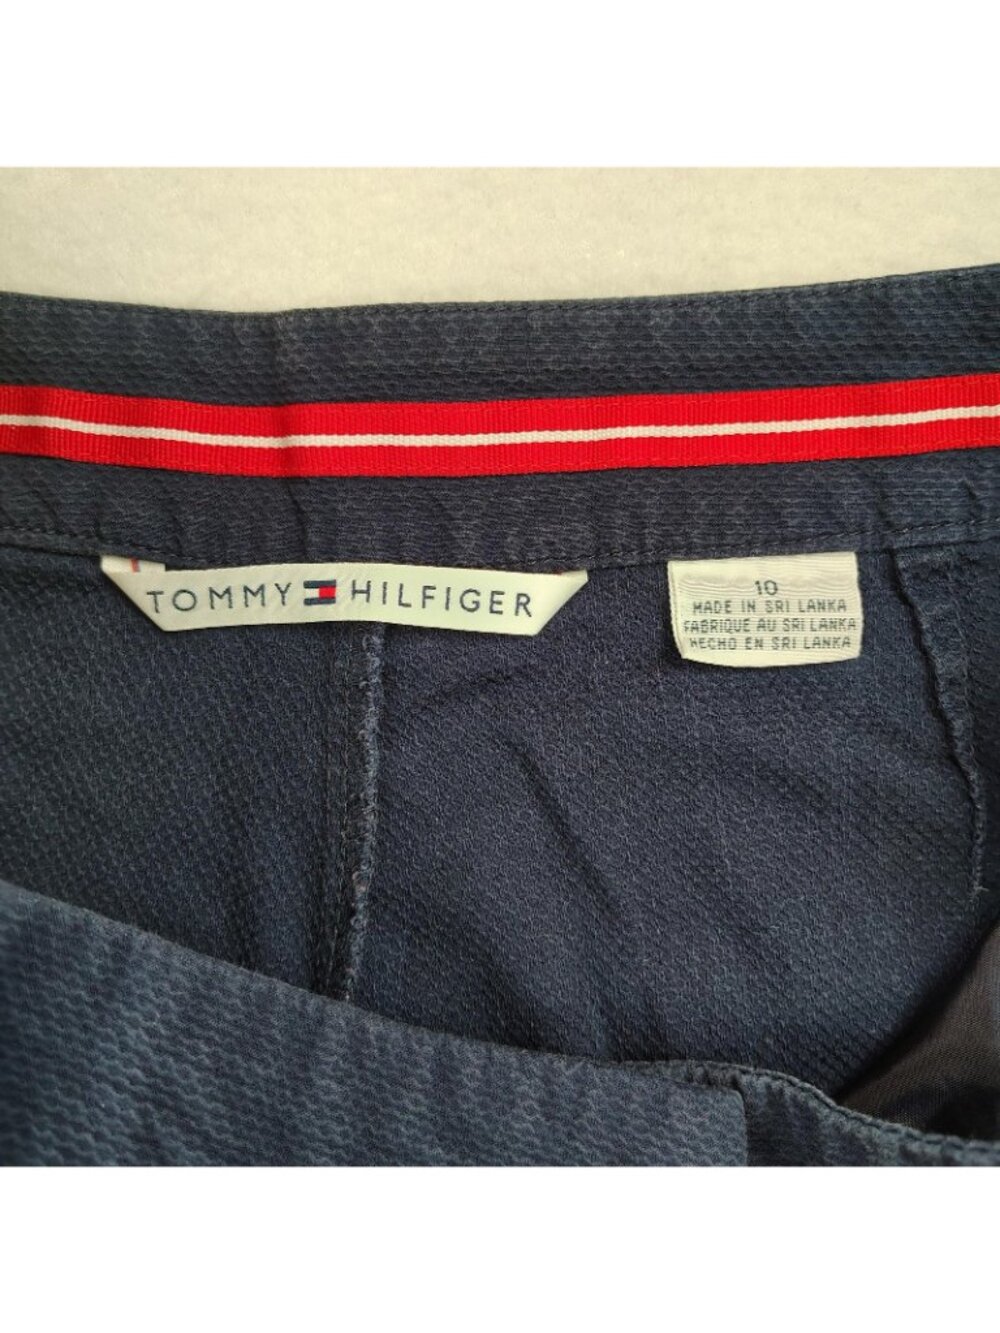 TOMMY HILFIGER
10
MADE IN SRI LANKA
FABRIQUE AU SRI LANKA
HECHO EN SRI LANKA